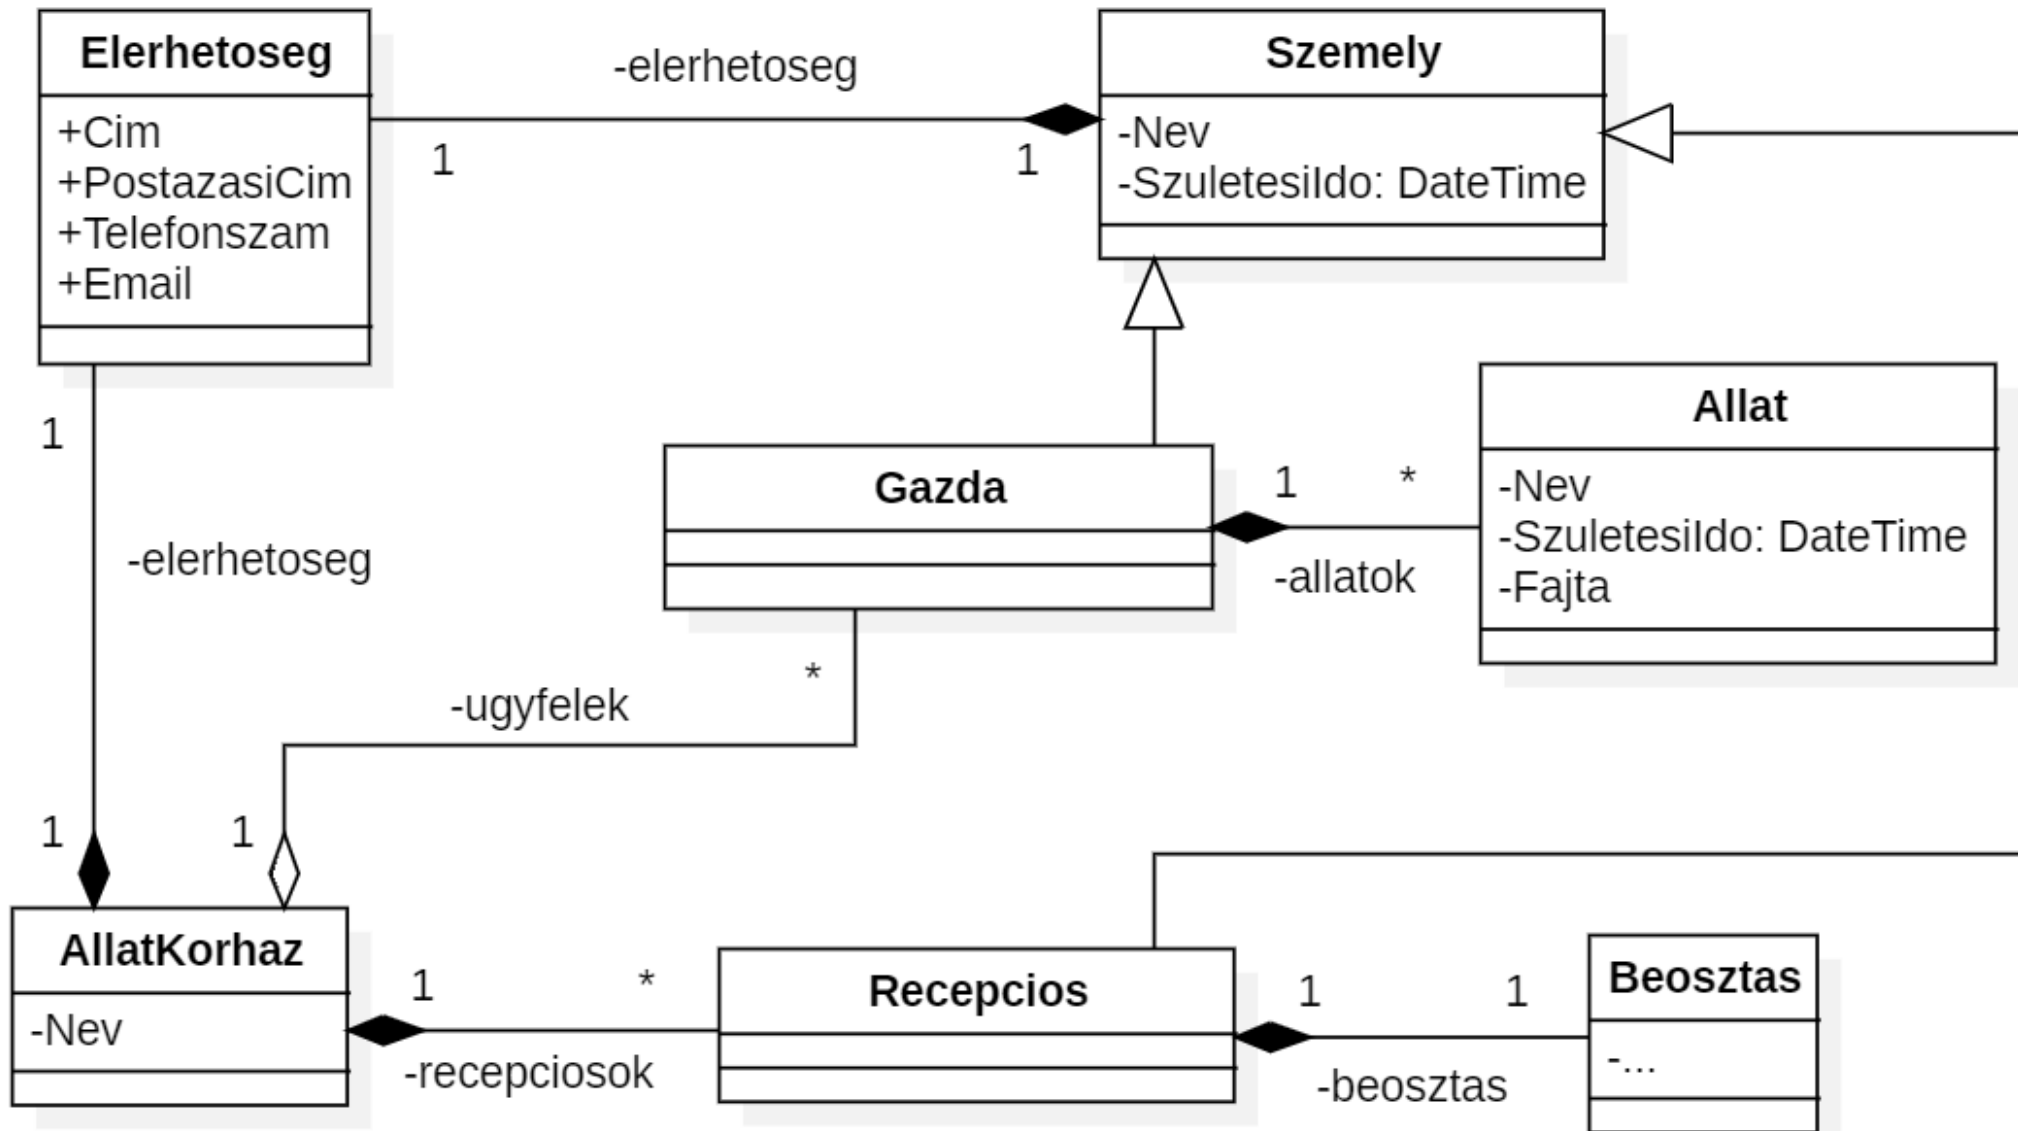 Elerhetoseg
+Cim
+PostazasiCim
+Telefonszam
+Email
-elerhetoseg
1
1
Szemely
-Nev
-SzuletesiIdo: DateTime
1
-elerhetoseg
1
Gazda
1
*
-allatok
Allat
-Nev
-SzuletesiIdo: DateTime
-Fajta
*
-ugyfelek
1
AllatKorhaz
-Nev
1
*
-recepciosok
Recepcios
1
1
-beosztas
Beosztas
-...